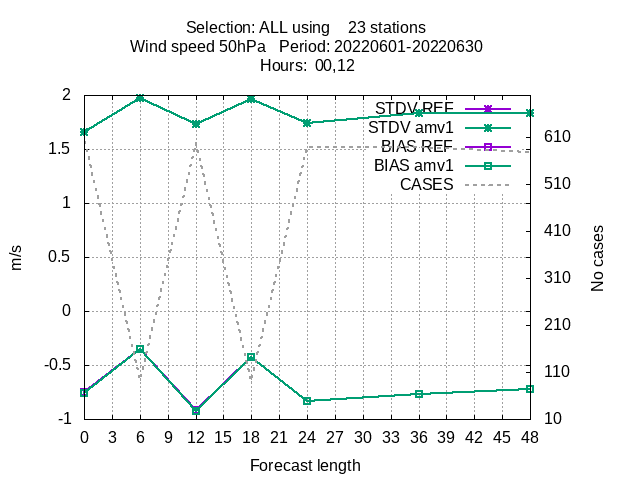 Selection: ALL using 23 stations
Wind speed 50hPa Period: 20220601-20220630
Hours: 00,12
STDV REF
STDV amv1
BIAS REF
BIAS amv1
CASES
2
1.5
1
0.5
0
-0.5
-1
m/s
610
510
410
310
210
110
10
No cases
0 3 6 9 12 15 18 21 24 27 30 33 36 39 42 45 48
Forecast length